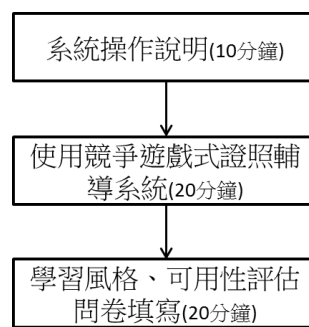 系統操作說明(10分鐘)
使用競爭遊戲式證照輔
導系統(20分鐘)
學習風格、可用性評估
問卷填寫(20分鐘)